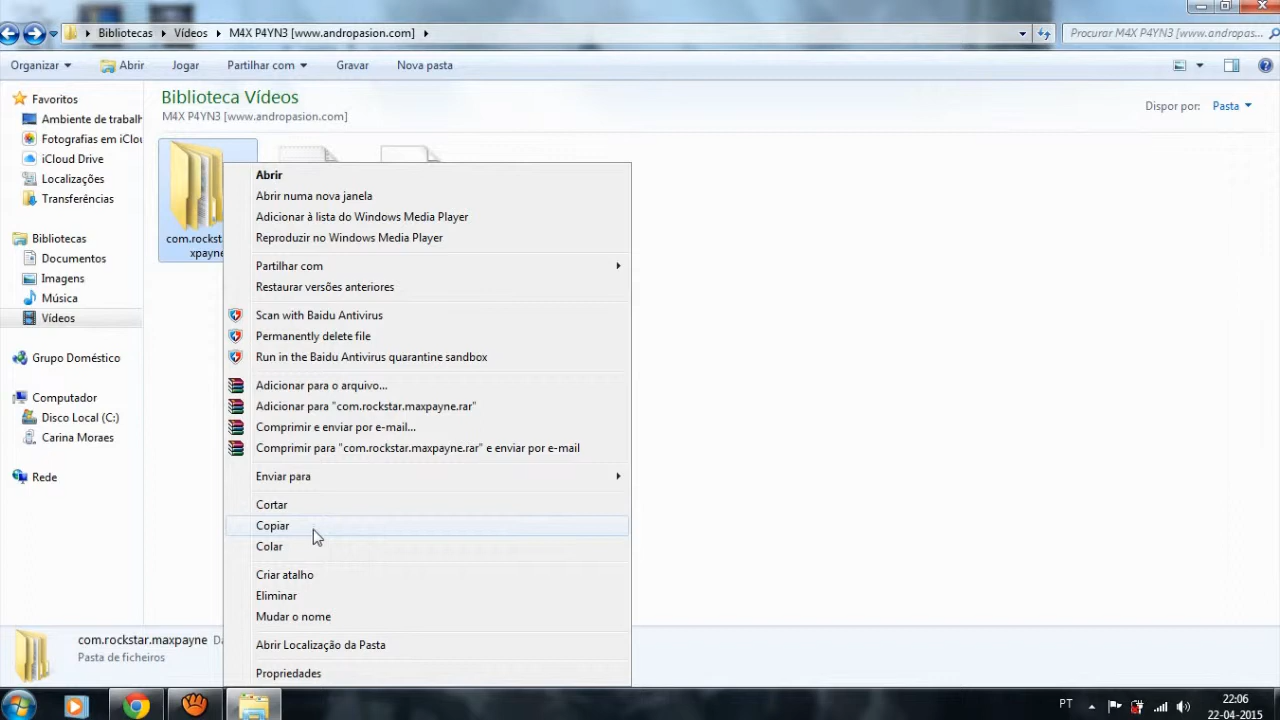 Bibliotecas
Vídeos
M4X P4YN3 [www.andropasion.com]
Procurar M4X P4YN3 [www.andropas...
Organizar
Abrir
Jogar
Partilhar com
Gravar
Nova pasta
Favoritos
Ambiente de trabalh
Fotografias em iClou
iCloud Drive
Localizações
Transferências
Bibliotecas
Documentos
Imagens
Música
Vídeos
Grupo Doméstico
Computador
Disco Local (C:)
Carina Moraes
Rede
Biblioteca Vídeos
M4X P4YN3 [www.andropasion.com]
Dispor por:
Pasta
com.rocksta
xpayne
Abrir
Abrir numa nova janela
Adicionar à lista do Windows Media Player
Reproduzir no Windows Media Player
Partilhar com
Restaurar versões anteriores
Scan with Baidu Antivirus
Permanently delete file
Run in the Baidu Antivirus quarantine sandbox
Adicionar para o arquivo...
Adicionar para "com.rockstar.maxpayne.rar"
Comprimir e enviar por e-mail...
Comprimir para "com.rockstar.maxpayne.rar" e enviar por e-mail
Enviar para
Cortar
Copiar
Colar
Criar atalho
Eliminar
Mudar o nome
Abrir Localização da Pasta
Propriedades
com.rockstar.maxpayne
Da
Pasta de ficheiros
PT
22:06
22-04-2015